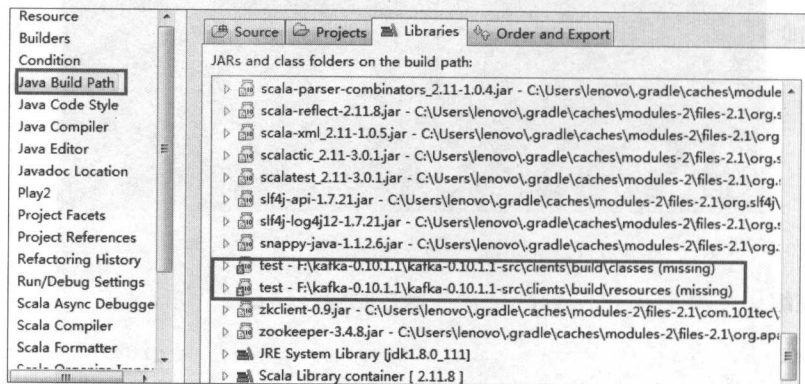 Resource
Builders
Condition
Java Build Path
Java Code Style
Java Compiler
Java Editor
Javadoc Location
Play2
Project Facets
Project References
Refactoring History
Run/Debug Settings
Scala Async Debugge
Scala Compiler
Scala Formatter
Source Projects Libraries Order and Export
JARs and class folders on the build path:
scala-parser-combinators_2.11-1.0.4.jar - C:\Users\lenovo\.gradle\caches\module
scala-reflect-2.11.8.jar - C:\Users\lenovo\.gradle\caches\modules-2\files-2.1\org.s
scala-xml_2.11-1.0.5.jar - C:\Users\lenovo\.gradle\caches\modules-2\files-2.1\org
scalactic_2.11-3.0.1.jar - C:\Users\lenovo\.gradle\caches\modules-2\files-2.1\org.s
scalatest_2.11-3.0.1.jar - C:\Users\lenovo\.gradle\caches\modules-2\files-2.1\org.
slf4j-api-1.7.21.jar - C:\Users\lenovo\.gradle\caches\modules-2\files-2.1\org.slf4j\
slf4j-log4j12-1.7.21.jar - C:\Users\lenovo\.gradle\caches\modules-2\files-2.1\org.
snappy-java-1.1.2.6.jar - C:\Users\lenovo\.gradle\caches\modules-2\files-2.1\org.
test - F:\kafka-0.10.1.1\kafka-0.10.1.1-src\clients\build\classes (missing)
test - F:\kafka-0.10.1.1\kafka-0.10.1.1-src\clients\build\resources (missing)
zkclient-0.9.jar - C:\Users\lenovo\.gradle\caches\modules-2\files-2.1\com.101tec\
zookeeper-3.4.8.jar - C:\Users\lenovo\.gradle\caches\modules-2\files-2.1\org.apa
JRE System Library [jdk1.8.0_111]
Scala Library container [ 2.11.8 ]